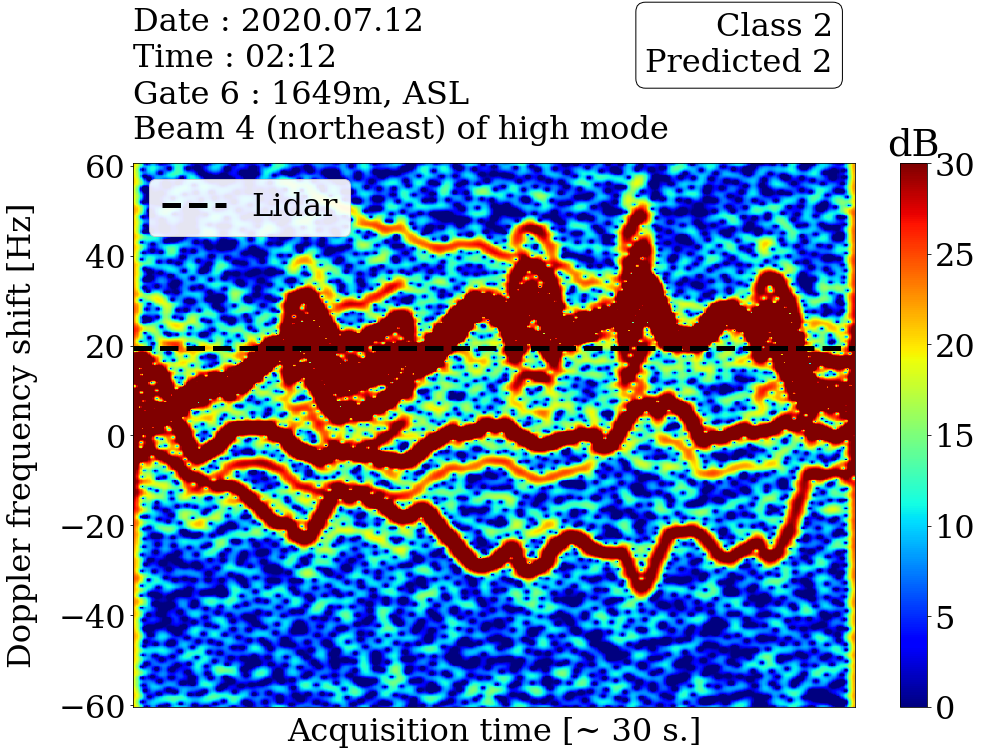 Date : 2020.07.12
Time : 02:12
Gate 6 : 1649m, ASL
Beam 4 (northeast) of high mode
Class 2
Predicted 2
dB
60
40
20
0
−20
−40
−60
Doppler frequency shift [Hz]
Lidar
30
25
20
15
10
5
0
Acquisition time [~ 30 s.]